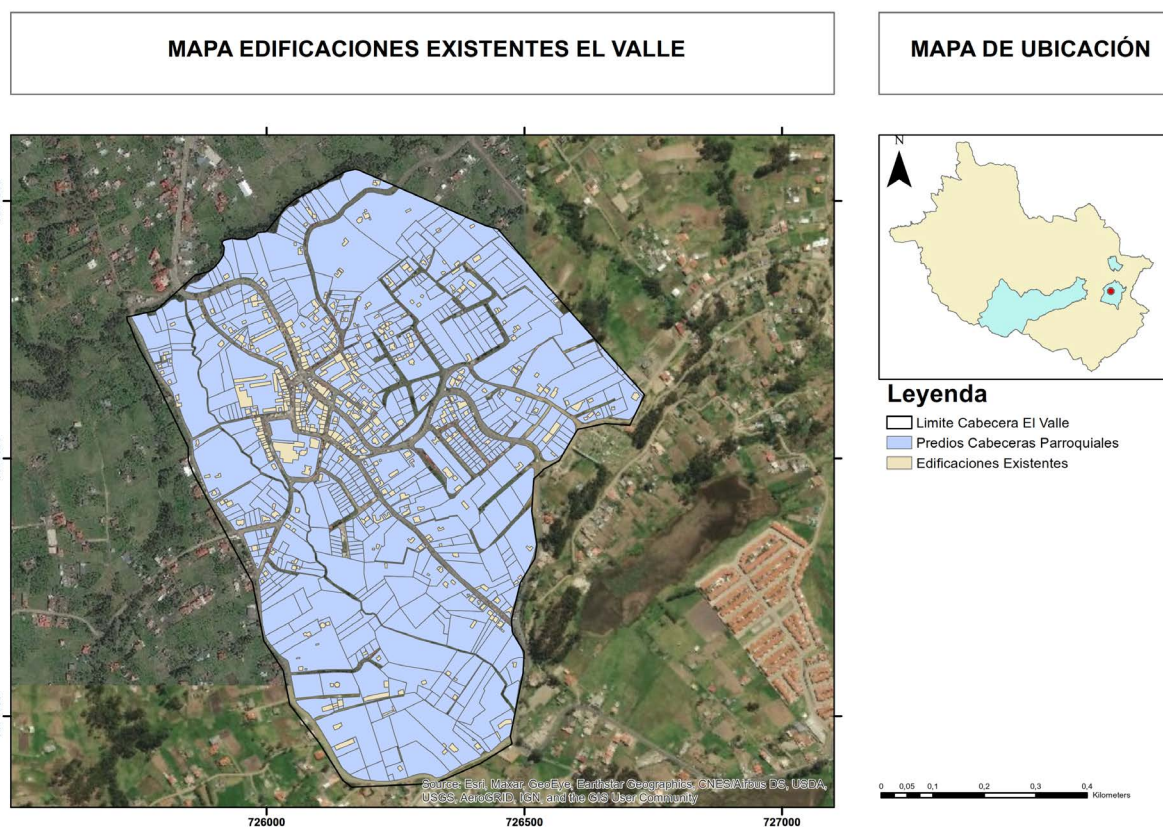 MAPA EDIFICACIONES EXISTENTES EL VALLE
MAPA DE UBICACIÓN
N
Leyenda
Limite Cabecera El Valle
Predios Cabeceras Parroquiales
Edificaciones Existentes
Source: Esri, Maxar, GeoEye, Earthstar Geographics, CNES/Airbus DS, USDA,
USGS, AeroGRID, IGN, and the GIS User Community
0 0,05 0,1 0,2 0,3 0,4
Kilometers
726000 726500 727000